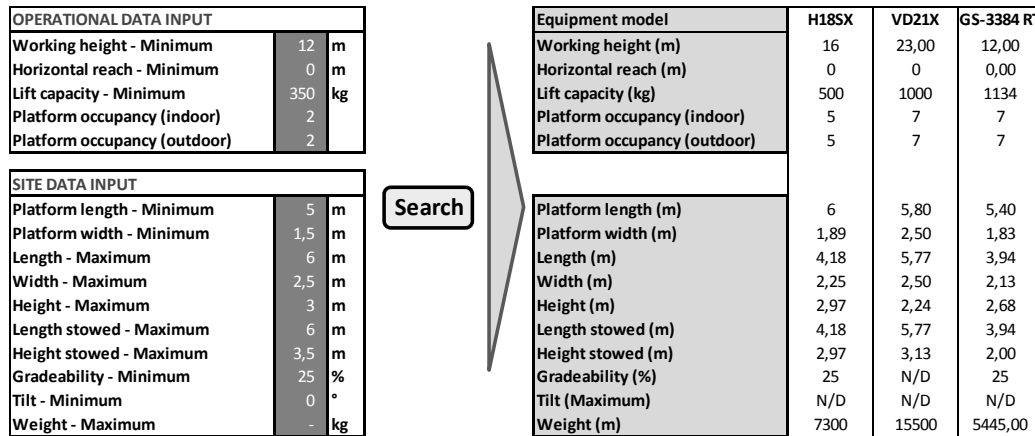 OPERATIONAL DATA INPUT
Working height - Minimum 12 m
Horizontal reach - Minimum 0 m
Lift capacity - Minimum 350 kg
Platform occupancy (indoor) 2
Platform occupancy (outdoor) 2
SITE DATA INPUT
Platform length - Minimum 5 m
Platform width - Minimum 1,5 m
Length - Maximum 6 m
Width - Maximum 2,5 m
Height - Maximum 3 m
Length stowed - Maximum 6 m
Height stowed - Maximum 3,5 m
Gradeability - Minimum 25 %
Tilt - Minimum 0 °
Weight - Maximum - kg
Search
Equipment model H18SX VD21X GS-3384 RT
Working height (m) 16 23,00 12,00
Horizontal reach (m) 0 0 0,00
Lift capacity (kg) 500 1000 1134
Platform occupancy (indoor) 5 7 7
Platform occupancy (outdoor) 5 7 7
Platform length (m) 6 5,80 5,40
Platform width (m) 1,89 2,50 1,83
Length (m) 4,18 5,77 3,94
Width (m) 2,25 2,50 2,13
Height (m) 2,97 2,24 2,68
Length stowed (m) 4,18 5,77 3,94
Height stowed (m) 2,97 3,13 2,00
Gradeability (%) 25 N/D 25
Tilt (Maximum) N/D N/D N/D
Weight (m) 7300 15500 5445,00